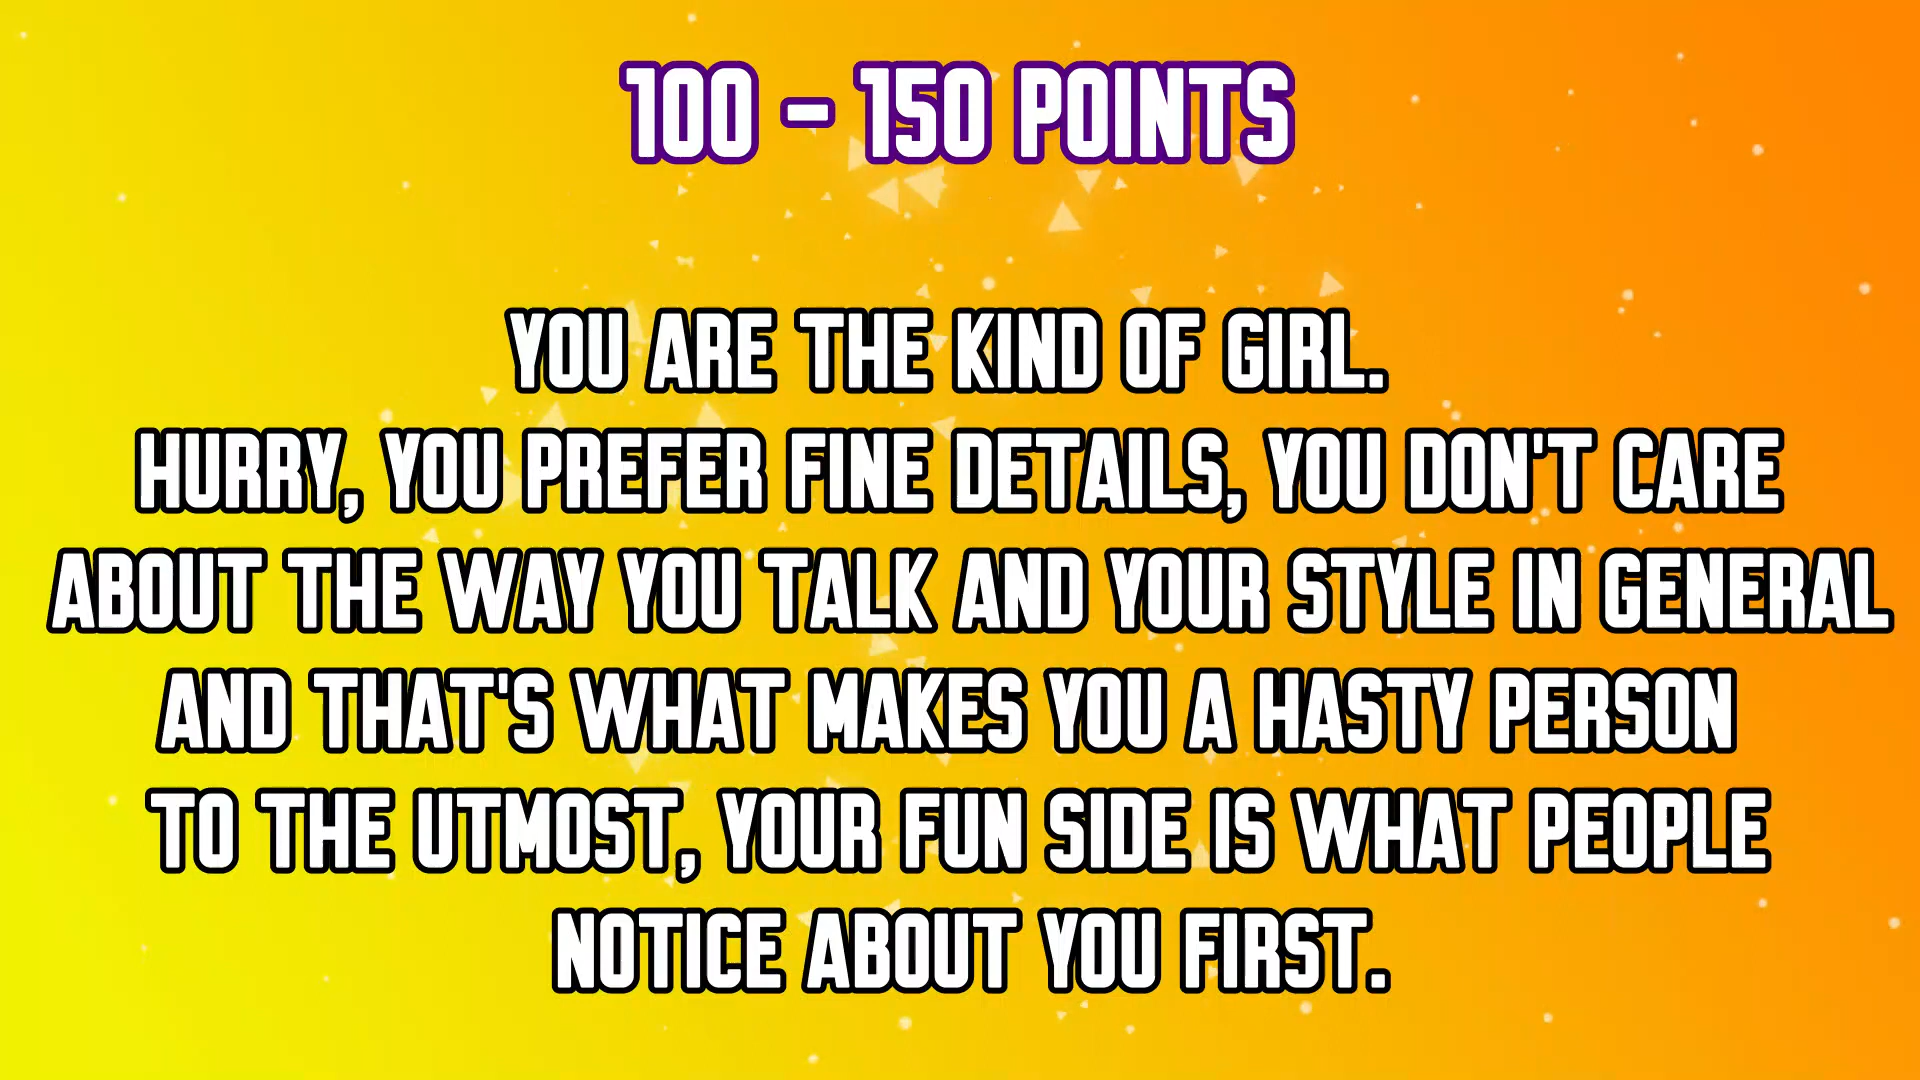 100 - 150 POINTS
YOU ARE THE KIND OF GIRL.
HURRY, YOU PREFER FINE DETAILS, YOU DON'T CARE
ABOUT THE WAY YOU TALK AND YOUR STYLE IN GENERAL
AND THAT'S WHAT MAKES YOU A HASTY PERSON
TO THE UTMOST, YOUR FUN SIDE IS WHAT PEOPLE
NOTICE ABOUT YOU FIRST.